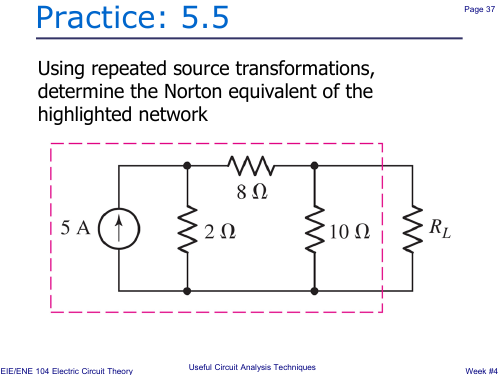 Practice: 5.5
Page 37
Using repeated source transformations,
determine the Norton equivalent of the
highlighted network
8 Ω
5 A
2 Ω
10 Ω
R_L
EIE/ENE 104 Electric Circuit Theory
Useful Circuit Analysis Techniques
Week #4